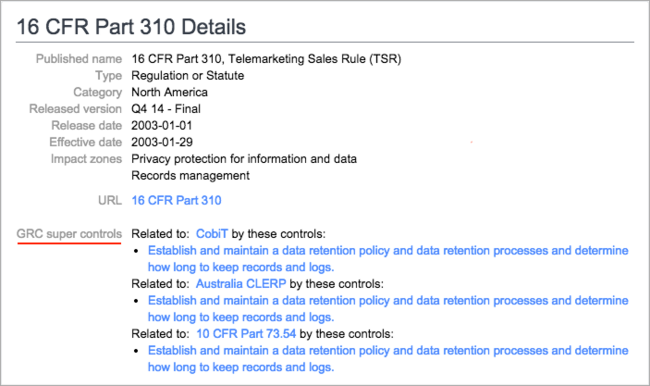 16 CFR Part 310 Details
Published name 16 CFR Part 310, Telemarketing Sales Rule (TSR)
Type Regulation or Statute
Category North America
Released version Q4 14 - Final
Release date 2003-01-01
Effective date 2003-01-29
Impact zones Privacy protection for information and data
Records management
URL 16 CFR Part 310
GRC super controls Related to: CobiT by these controls:
• Establish and maintain a data retention policy and data retention processes and determine
how long to keep records and logs.
Related to: Australia CLERP by these controls:
• Establish and maintain a data retention policy and data retention processes and determine
how long to keep records and logs.
Related to: 10 CFR Part 73.54 by these controls:
• Establish and maintain a data retention policy and data retention processes and determine
how long to keep records and logs.